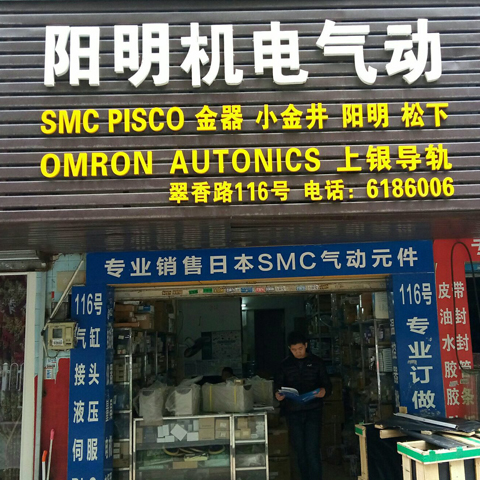 阳明机电气动
SMC PISCO 金器 小金井 阳明 松下
OMRON AUTONICS 上银导轨
翠香路116号 电话：6186006
专业销售日本SMC气动元件
116号
气缸
接头
液压
伺服
116号
专业订做
皮带
油封
水封
胶管
胶条